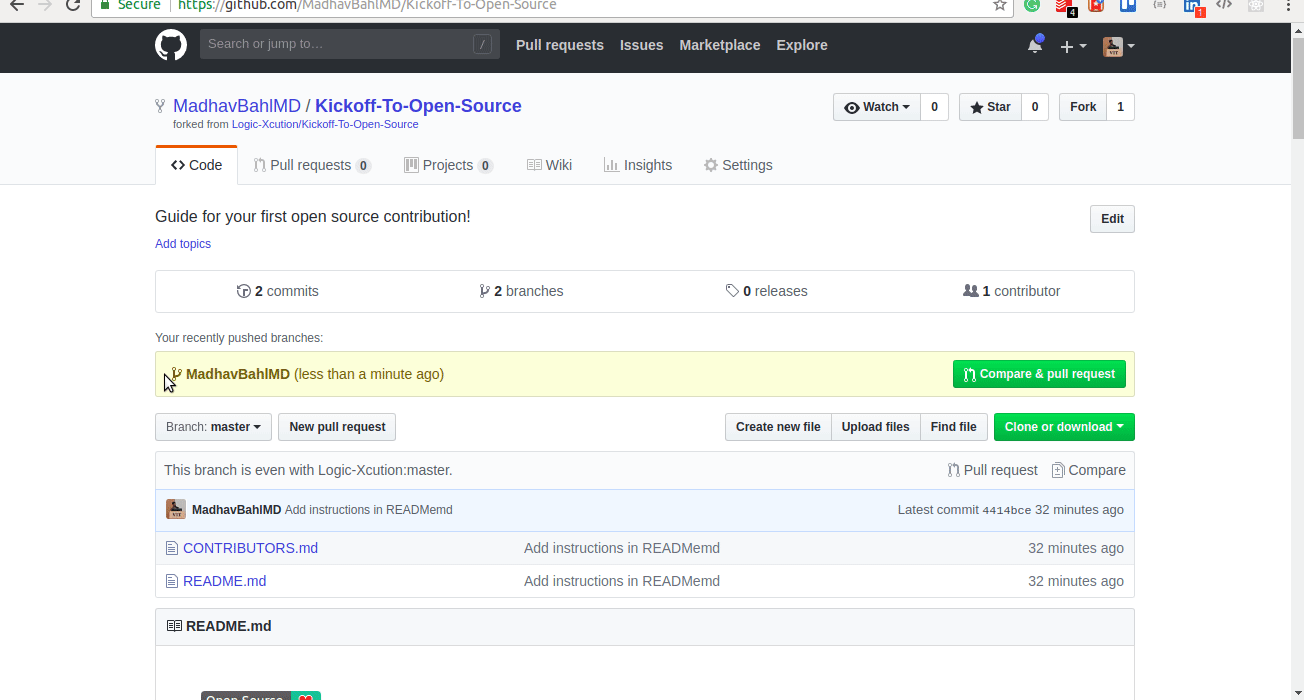 Secure https://github.com/MadhavBahlMD/Kickoff-To-Open-Source
4
1
Search or jump to… / Pull requests Issues Marketplace Explore
MadhavBahlMD / Kickoff-To-Open-Source
forked from Logic-Xcution/Kickoff-To-Open-Source
Watch 0 Star 0 Fork 1
Code Pull requests 0 Projects 0 Wiki Insights Settings
Guide for your first open source contribution!
Edit
Add topics
2 commits 2 branches 0 releases 1 contributor
Your recently pushed branches:
MadhavBahlMD (less than a minute ago) Compare & pull request
Branch: master New pull request Create new file Upload files Find file Clone or download
This branch is even with Logic-Xcution:master. Pull request Compare
MadhavBahlMD Add instructions in READMemd Latest commit 4414bce 32 minutes ago
CONTRIBUTORS.md Add instructions in READMemd 32 minutes ago
README.md Add instructions in READMemd 32 minutes ago
README.md
Open Source